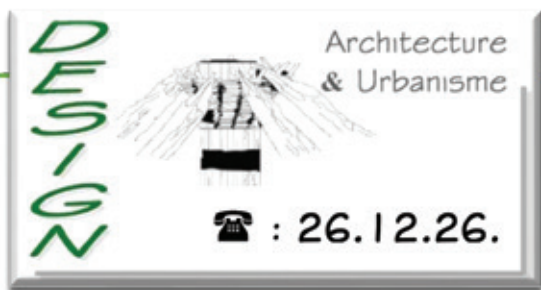 DESIGN
Architecture
& Urbanisme
☎ : 26.12.26.